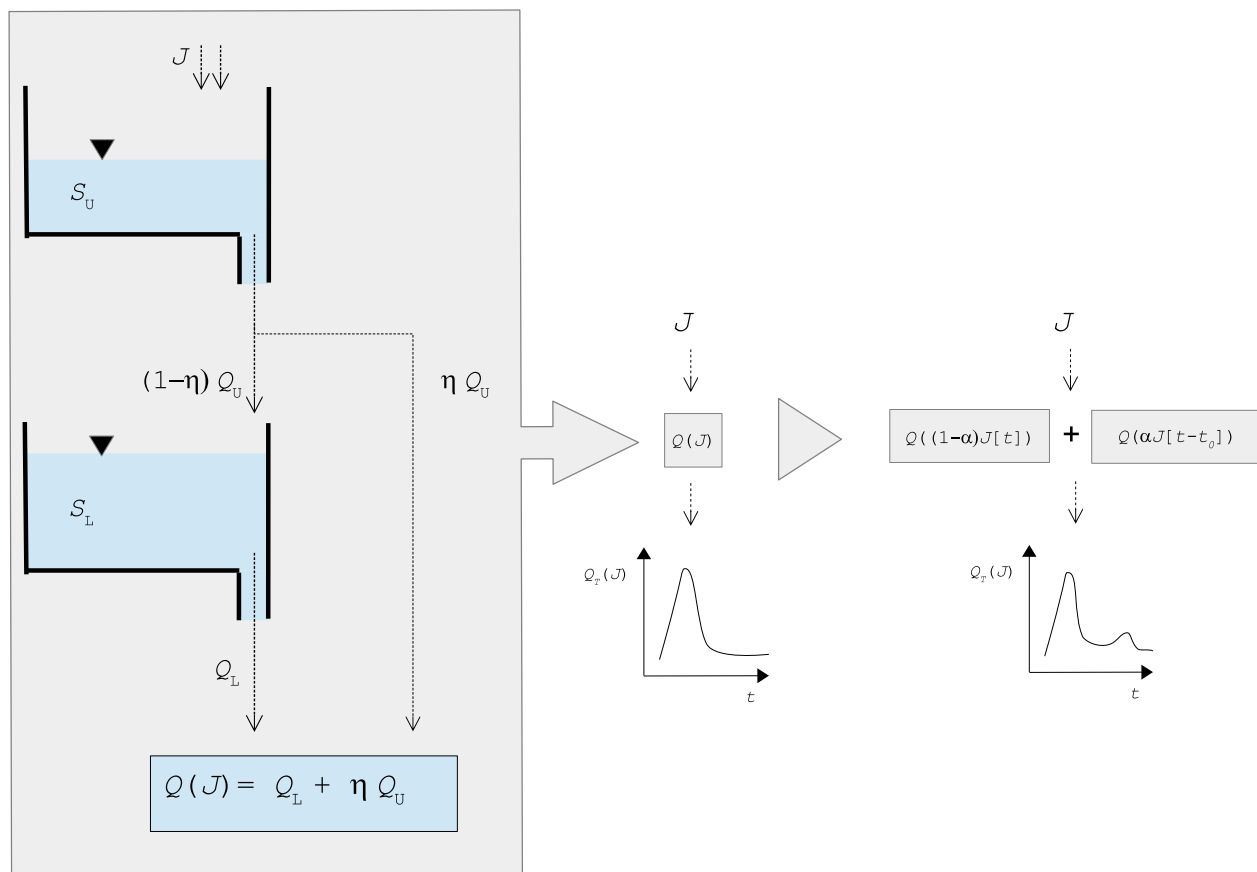 J
S_U
(1−η) Q_U
η Q_U
S_L
Q_L
Q(J)= Q_L + η Q_U
J
Q(J)
Q_T(J)
t
J
Q((1-α)J[t])
+
Q(αJ[t-t_0])
Q_T(J)
t